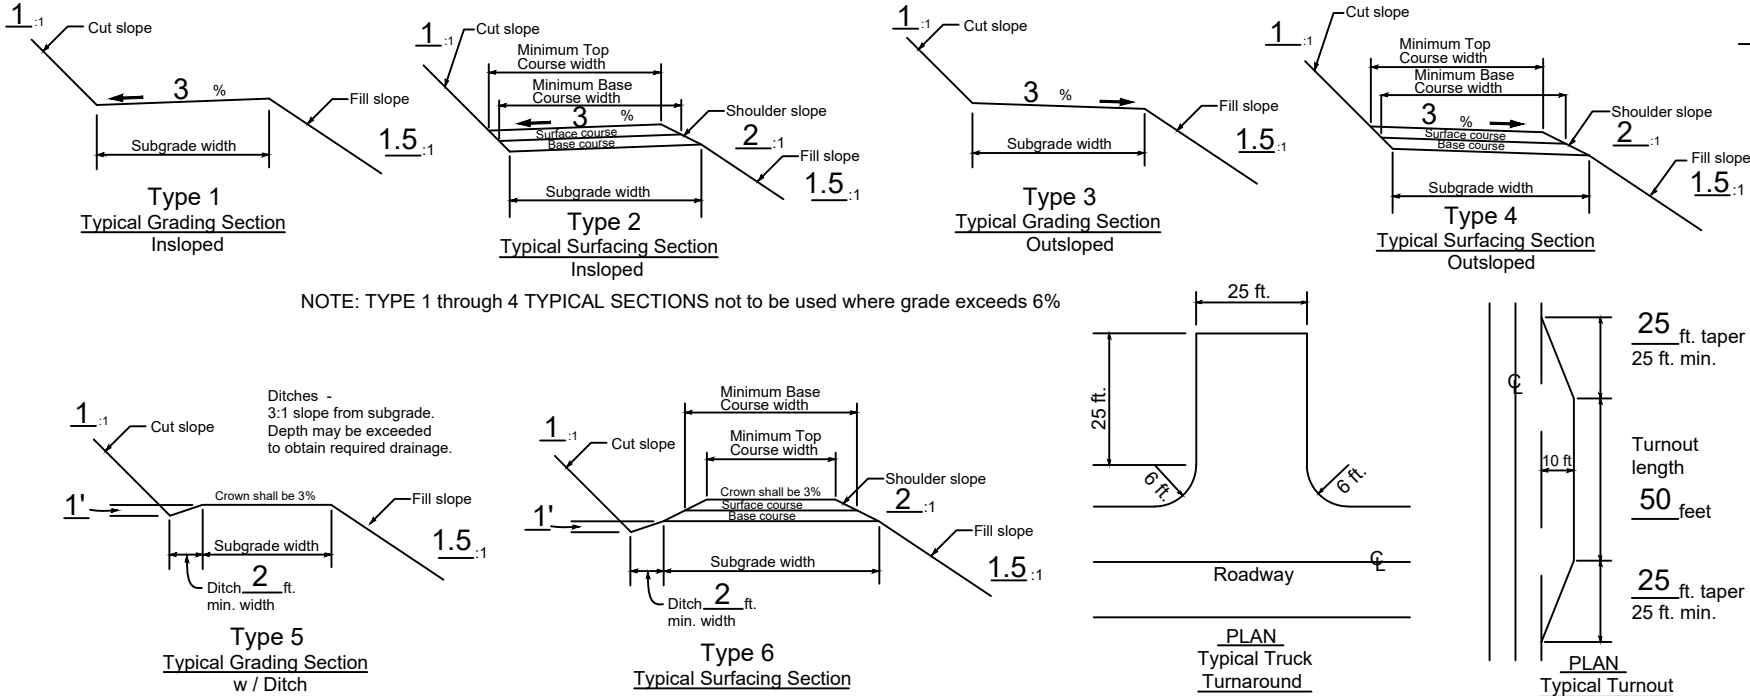 1 :1
Cut slope
3 %
Fill slope
1.5 :1
Subgrade width
Type 1
Typical Grading Section
Insloped
1 :1
Cut slope
Minimum Top
Course width
Minimum Base
Course width
3 %
Surface course
Base course
Shoulder slope
2 :1
Fill slope
1.5 :1
Subgrade width
Type 2
Typical Surfacing Section
Insloped
1 :1
Cut slope
3 %
Fill slope
1.5 :1
Subgrade width
Type 3
Typical Grading Section
Outsloped
1 :1
Cut slope
Minimum Top
Course width
Minimum Base
Course width
3 %
Surface course
Base course
Shoulder slope
2 :1
Fill slope
1.5 :1
Subgrade width
Type 4
Typical Surfacing Section
Outsloped
NOTE: TYPE 1 through 4 TYPICAL SECTIONS not to be used where grade exceeds 6%
1 :1
Cut slope
Ditches -
3:1 slope from subgrade.
Depth may be exceeded
to obtain required drainage.
1'
Crown shall be 3%
Fill slope
1.5 :1
Subgrade width
Ditch 2 ft.
min. width
Type 5
Typical Grading Section
w / Ditch
1 :1
Cut slope
Minimum Base
Course width
Minimum Top
Course width
Crown shall be 3%
Surface course
Base course
Shoulder slope
2 :1
1'
Fill slope
1.5 :1
Subgrade width
Ditch 2 ft.
min. width
Type 6
Typical Surfacing Section
25 ft.
25 ft.
6 ft.
6 ft.
℄
Roadway
PLAN
Typical Truck
Turnaround
℄
25 ft. taper
25 ft. min.
10 ft
Turnout
length
50 feet
25 ft. taper
25 ft. min.
PLAN
Typical Turnout